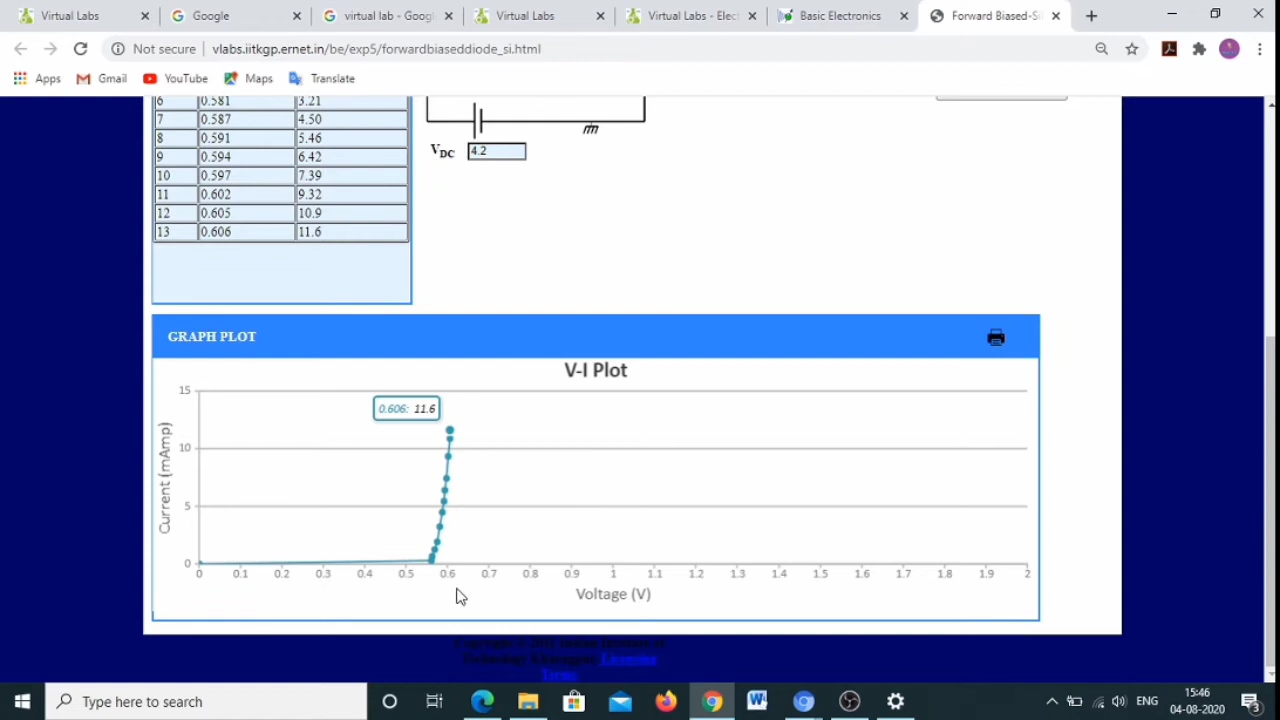 Virtual Labs
Google
virtual lab - Googl
Virtual Labs
Virtual Labs - Elect
Basic Electronics
Forward Biased-Si
Not secure | vlabs.iitkgp.ernet.in/be/exp5/forwardbiaseddiode_si.html
Apps Gmail YouTube Maps Translate
6 0.581 3.21
7 0.587 4.50
8 0.591 5.46
9 0.594 6.42
10 0.597 7.39
11 0.602 9.32
12 0.605 10.9
13 0.606 11.6
VDC 4.2
GRAPH PLOT
V-I Plot
0.606: 11.6
Current (mAmp)
15
10
5
0
0 0.1 0.2 0.3 0.4 0.5 0.6 0.7 0.8 0.9 1 1.1 1.2 1.3 1.4 1.5 1.6 1.7 1.8 1.9 2
Voltage (V)
Licensing
Terms
Type here to search
ENG
15:46
04-08-2020
3